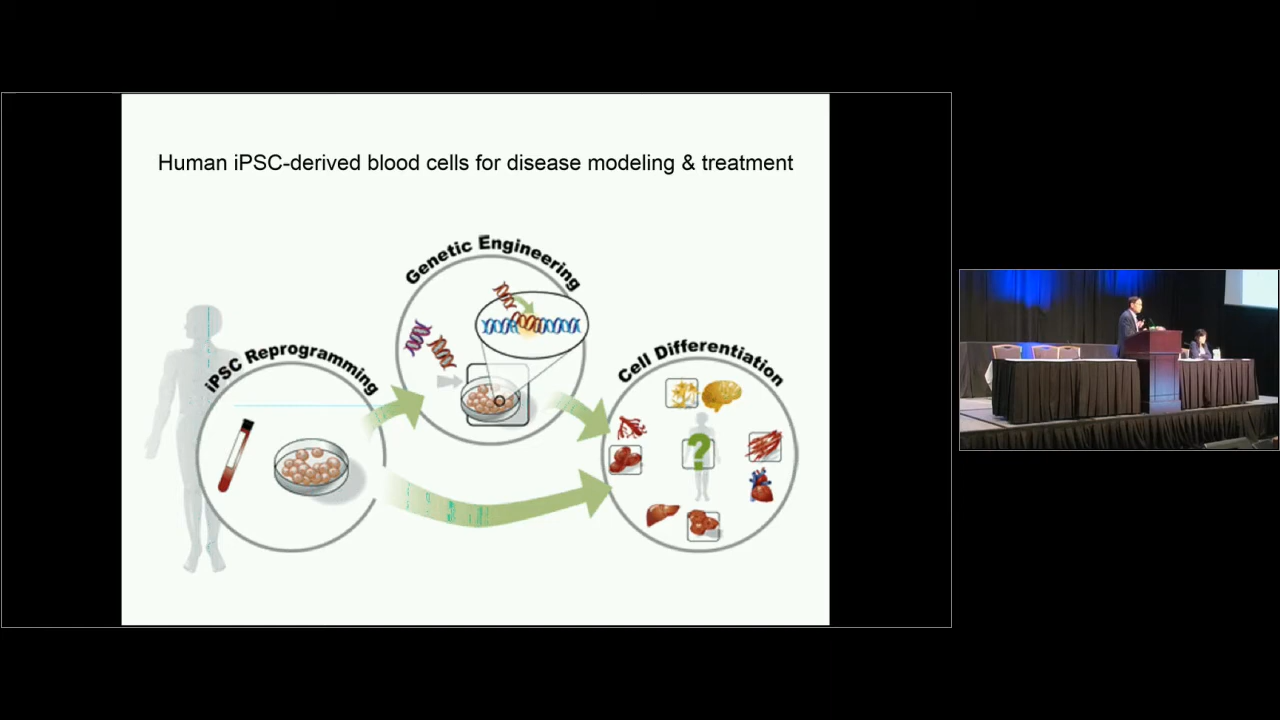 Human iPSC-derived blood cells for disease modeling & treatment
Genetic Engineering
iPSC Reprogramming
Cell Differentiation
?